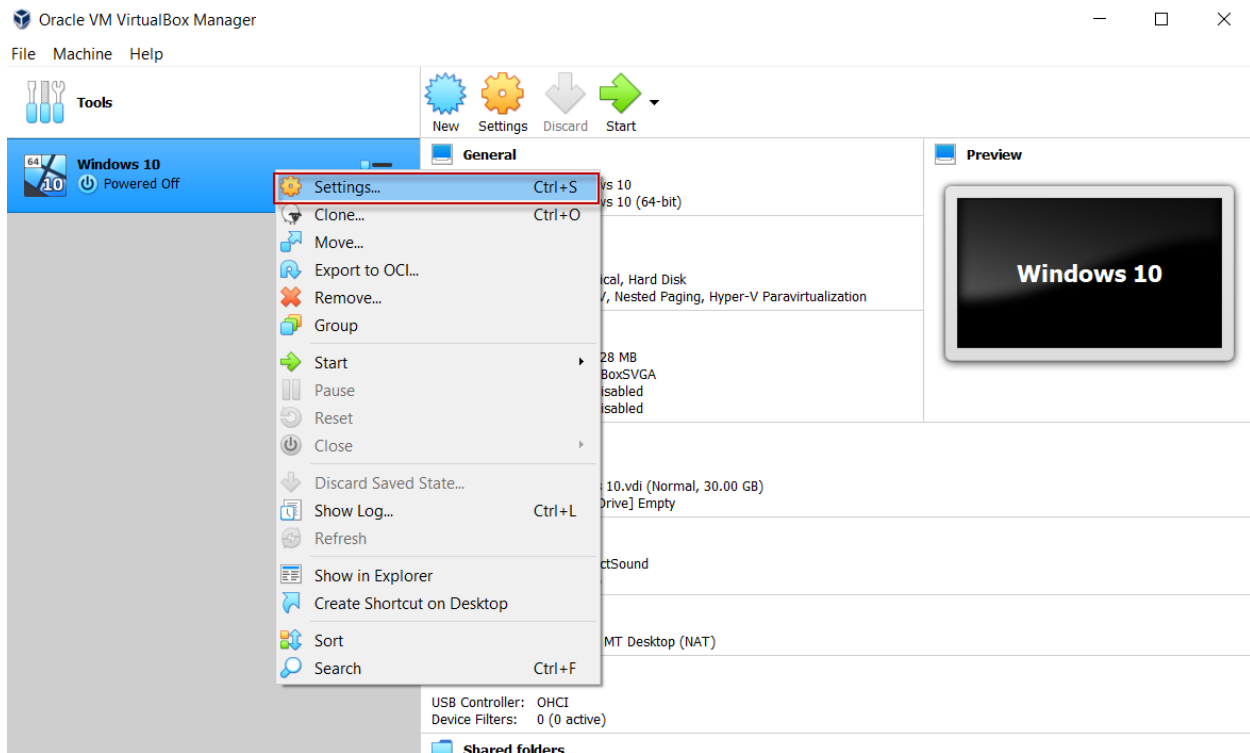 Oracle VM VirtualBox Manager
File Machine Help
Tools
New Settings Discard Start
64
10
Windows 10
Powered Off
General
Preview
Settings... Ctrl+S
Clone... Ctrl+O
Move...
Export to OCI...
Remove...
Group
Start
Pause
Reset
Close
Discard Saved State...
Show Log... Ctrl+L
Refresh
Show in Explorer
Create Shortcut on Desktop
Sort
Search Ctrl+F
10
10 (64-bit)
Hard Disk
Nested Paging, Hyper-V Paravirtualization
28 MB
BoxSVGA
isabled
isabled
10.vdi (Normal, 30.00 GB)
Drive] Empty
ctSound
MT Desktop (NAT)
USB Controller: OHCI
Device Filters: 0 (0 active)
Shared folders
Windows 10